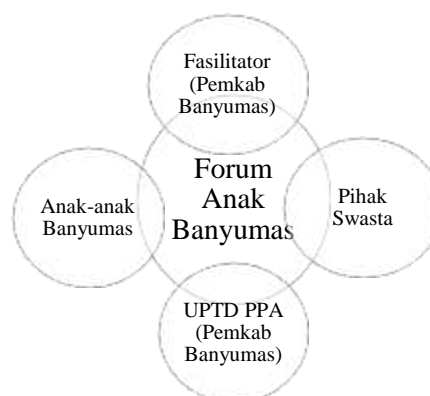 Fasilitator
(Pemkab
Banyumas)
Forum
Anak
Banyumas
Anak-anak
Banyumas
Pihak
Swasta
UPTD PPA
(Pemkab
Banyumas)